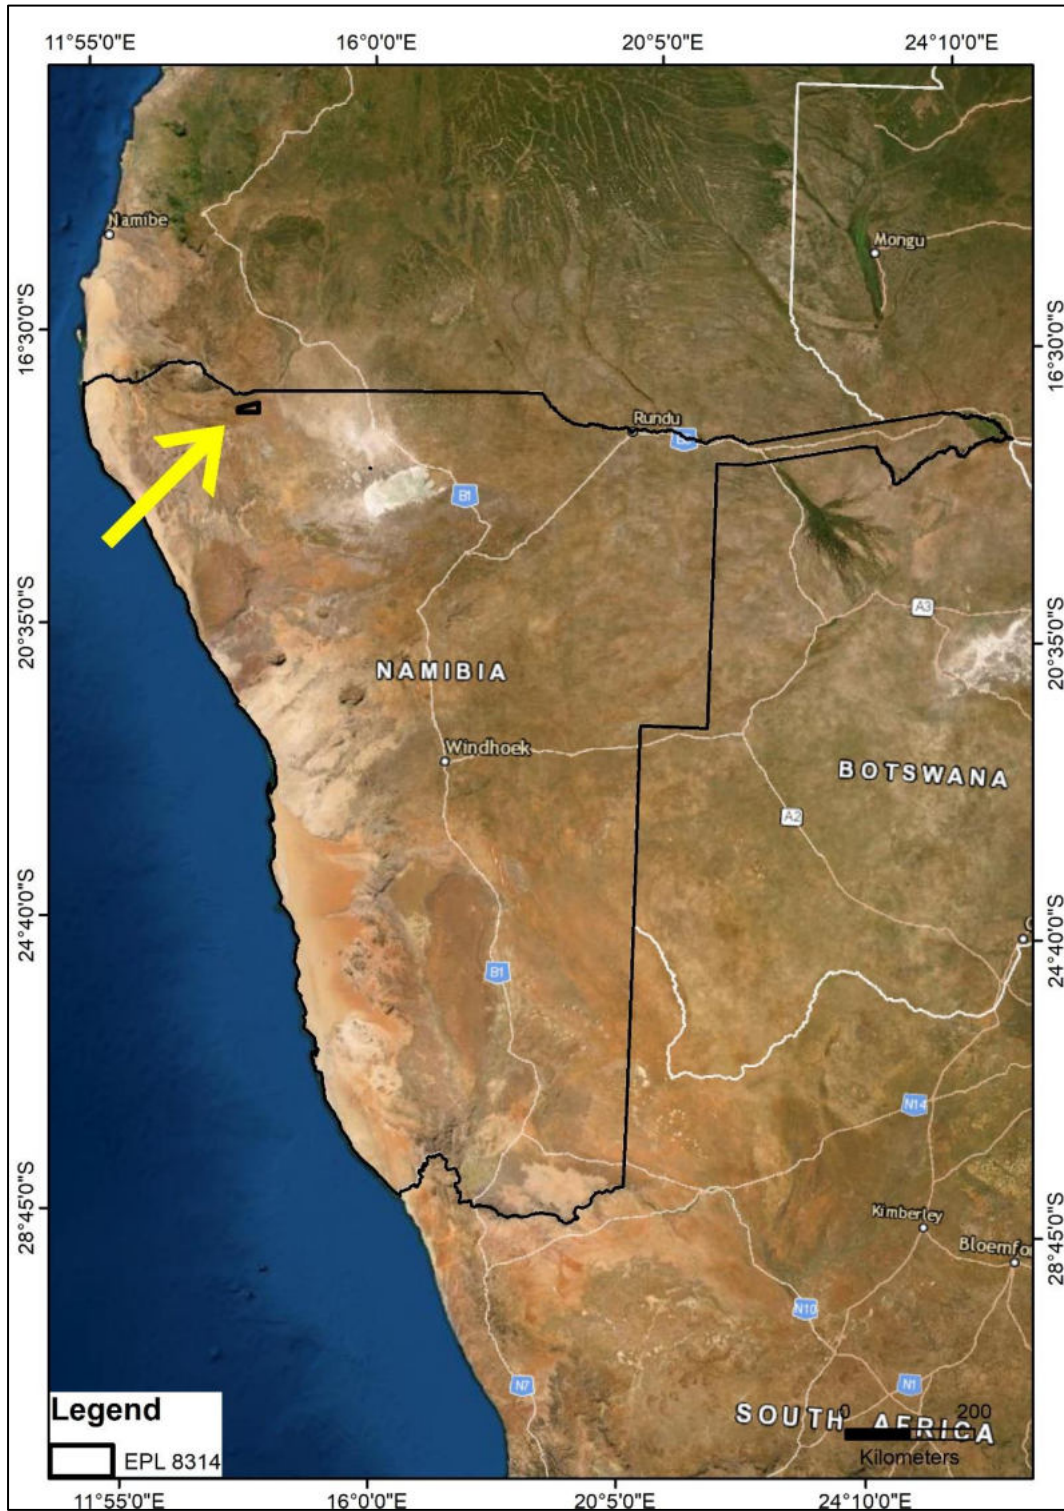 11°55'0"E
16°0'0"E
20°5'0"E
24°10'0"E
Namibe
Mongu
16°30'0"S
16°30'0"S
Rundu
B1
20°35'0"S
A3
20°35'0"S
NAMIBIA
Windhoek
BOTSWANA
A2
24°40'0"S
24°40'0"S
B1
N14
28°45'0"S
Kimberley
28°45'0"S
Bloemfo
N10
N7
N1
SOUTH AFRICA
0 200
Kilometers
Legend
EPL 8314
11°55'0"E
16°0'0"E
20°5'0"E
24°10'0"E